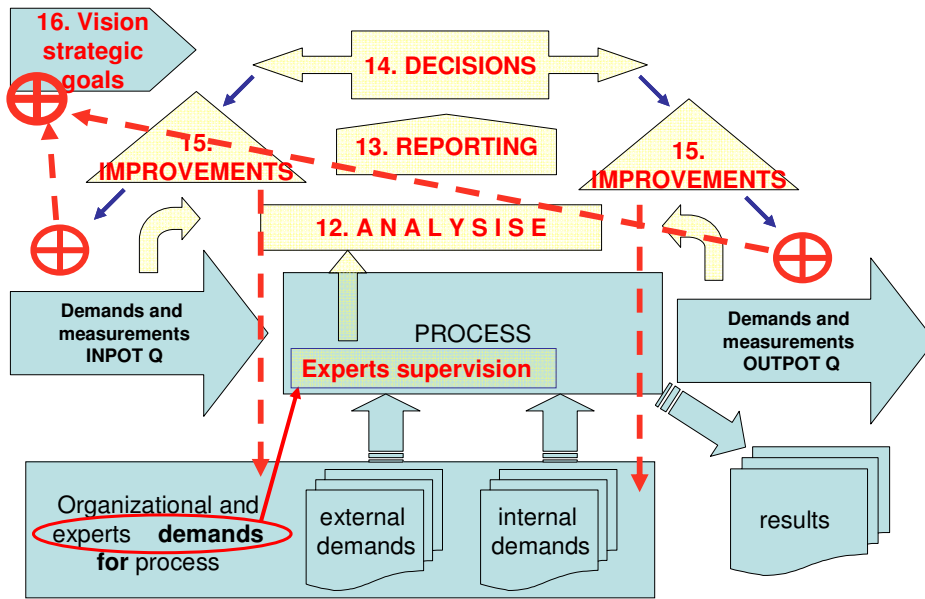 16. Vision
strategic
goals
14. DECISIONS
13. REPORTING
15.
IMPROVEMENTS
15.
IMPROVEMENTS
12. A N A L Y S I S E
Demands and
measurements
INPOT Q
PROCESS
Experts supervision
Demands and
measurements
OUTPOT Q
Organizational and
experts demands
for process
external
demands
internal
demands
results